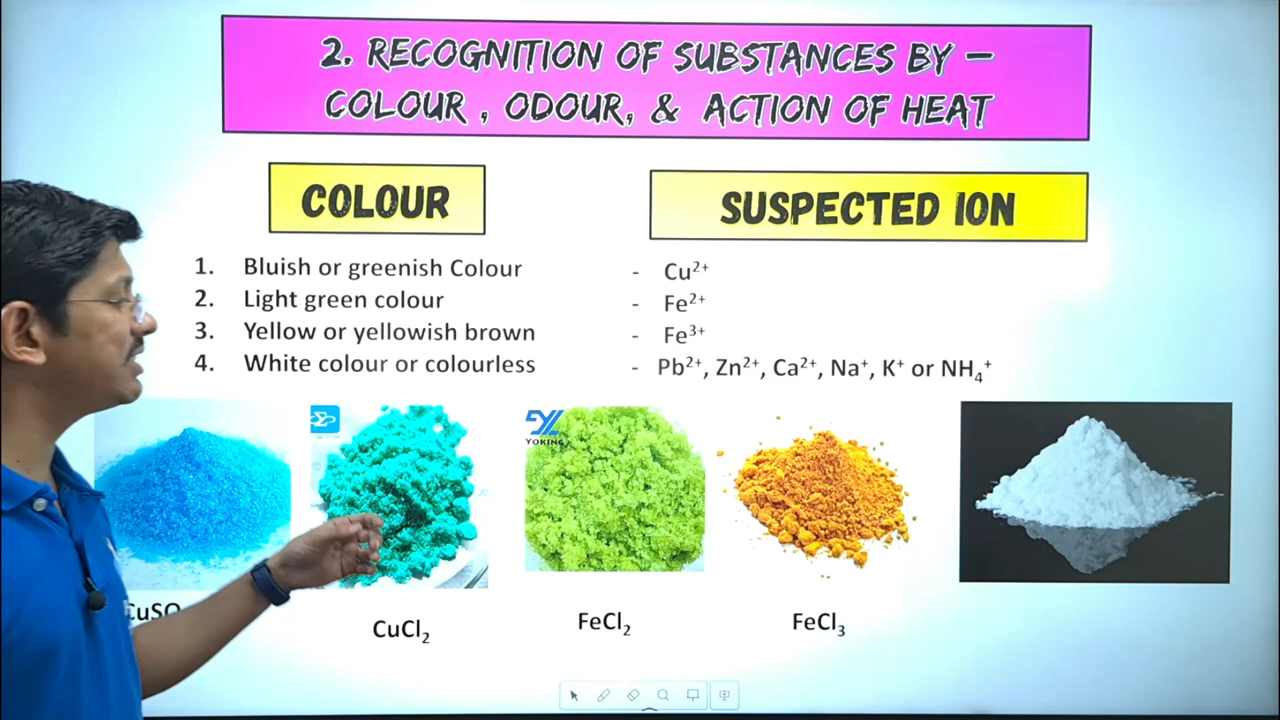 2. RECOGNITION OF SUBSTANCES BY –
COLOUR , ODOUR, & ACTION OF HEAT
COLOUR
SUSPECTED ION
1. Bluish or greenish Colour - Cu²⁺
2. Light green colour - Fe²⁺
3. Yellow or yellowish brown - Fe³⁺
4. White colour or colourless - Pb²⁺, Zn²⁺, Ca²⁺, Na⁺, K⁺ or NH₄⁺
YOKING
CuCl₂
FeCl₂
FeCl₃